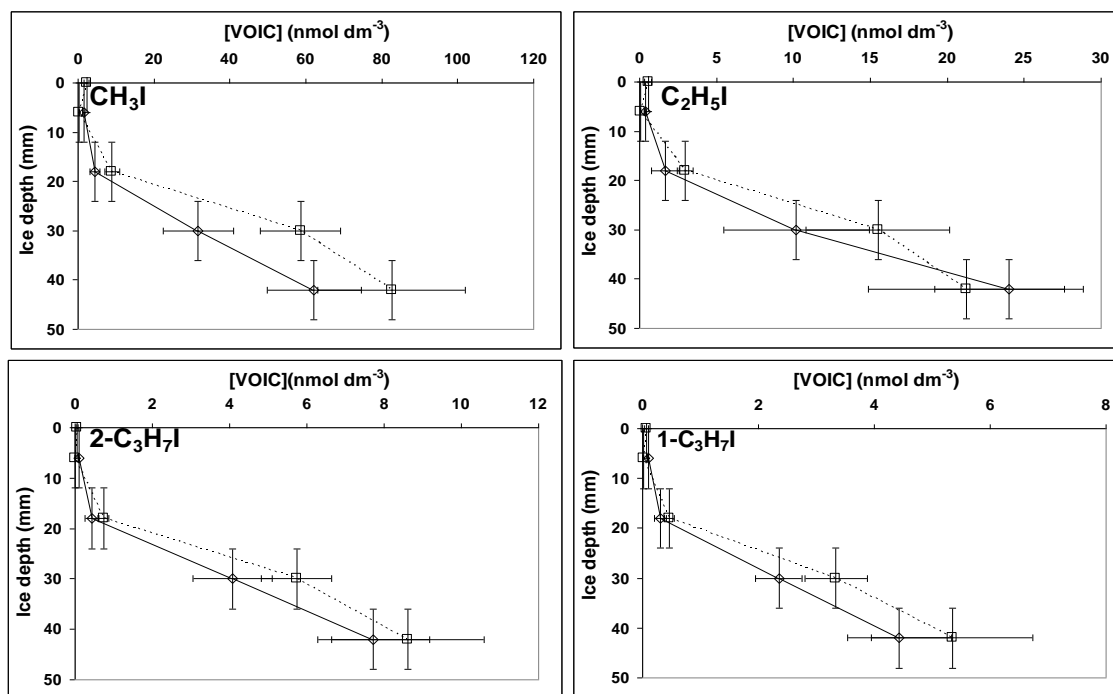 [VOIC] (nmol dm⁻³)
0 20 40 60 80 100 120
0
10
20
30
40
50
Ice depth (mm)
CH₃I
[VOIC] (nmol dm⁻³)
0 5 10 15 20 25 30
0
10
20
30
40
50
Ice depth (mm)
C₂H₅I
[VOIC](nmol dm⁻³)
0 2 4 6 8 10 12
0
10
20
30
40
50
Ice depth (mm)
2-C₃H₇I
[VOIC] (nmol dm⁻³)
0 2 4 6 8
0
10
20
30
40
50
Ice depth (mm)
1-C₃H₇I